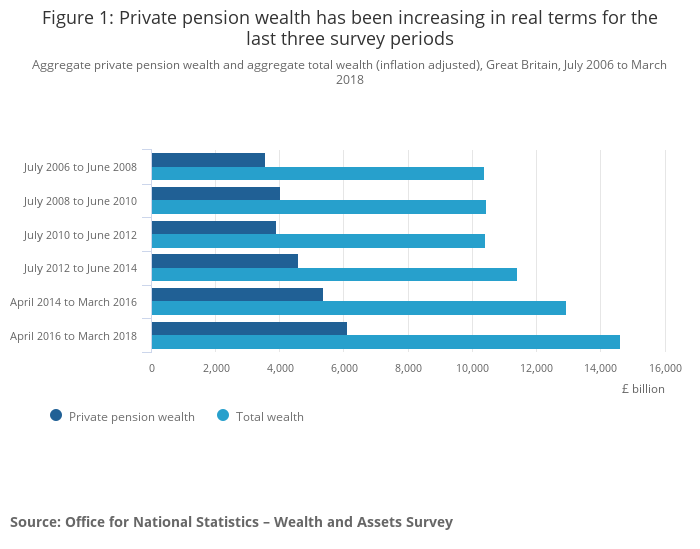 Figure 1: Private pension wealth has been increasing in real terms for the
last three survey periods
Aggregate private pension wealth and aggregate total wealth (inflation adjusted), Great Britain, July 2006 to March
2018
July 2006 to June 2008
July 2008 to June 2010
July 2010 to June 2012
July 2012 to June 2014
April 2014 to March 2016
April 2016 to March 2018
0 2,000 4,000 6,000 8,000 10,000 12,000 14,000 16,000
£ billion
Private pension wealth Total wealth
Source: Office for National Statistics – Wealth and Assets Survey